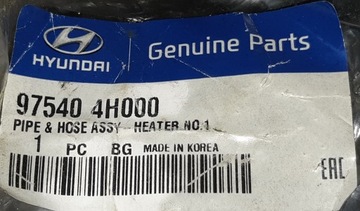 HYUNDAI
Genuine Parts
97540 4H000
PIPE & HOSE ASSY-HEATER NO.1
1 PC BG MADE IN KOREA
EAC